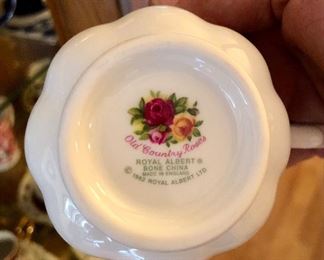 Old Country Roses
ROYAL ALBERT ®
BONE CHINA
MADE IN ENGLAND
© 1962 ROYAL ALBERT LTD